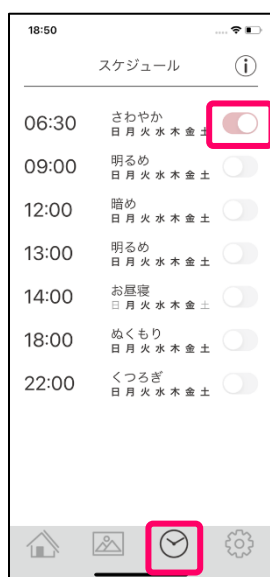 18:50
スケジュール
06:30 さわやか
日 月 火 水 木 金 土
09:00 明るめ
日 月 火 水 木 金 土
12:00 暗め
日 月 火 水 木 金 土
13:00 明るめ
日 月 火 水 木 金 土
14:00 お昼寝
日 月 火 水 木 金 土
18:00 ぬくもり
日 月 火 水 木 金 土
22:00 くつろぎ
日 月 火 水 木 金 土